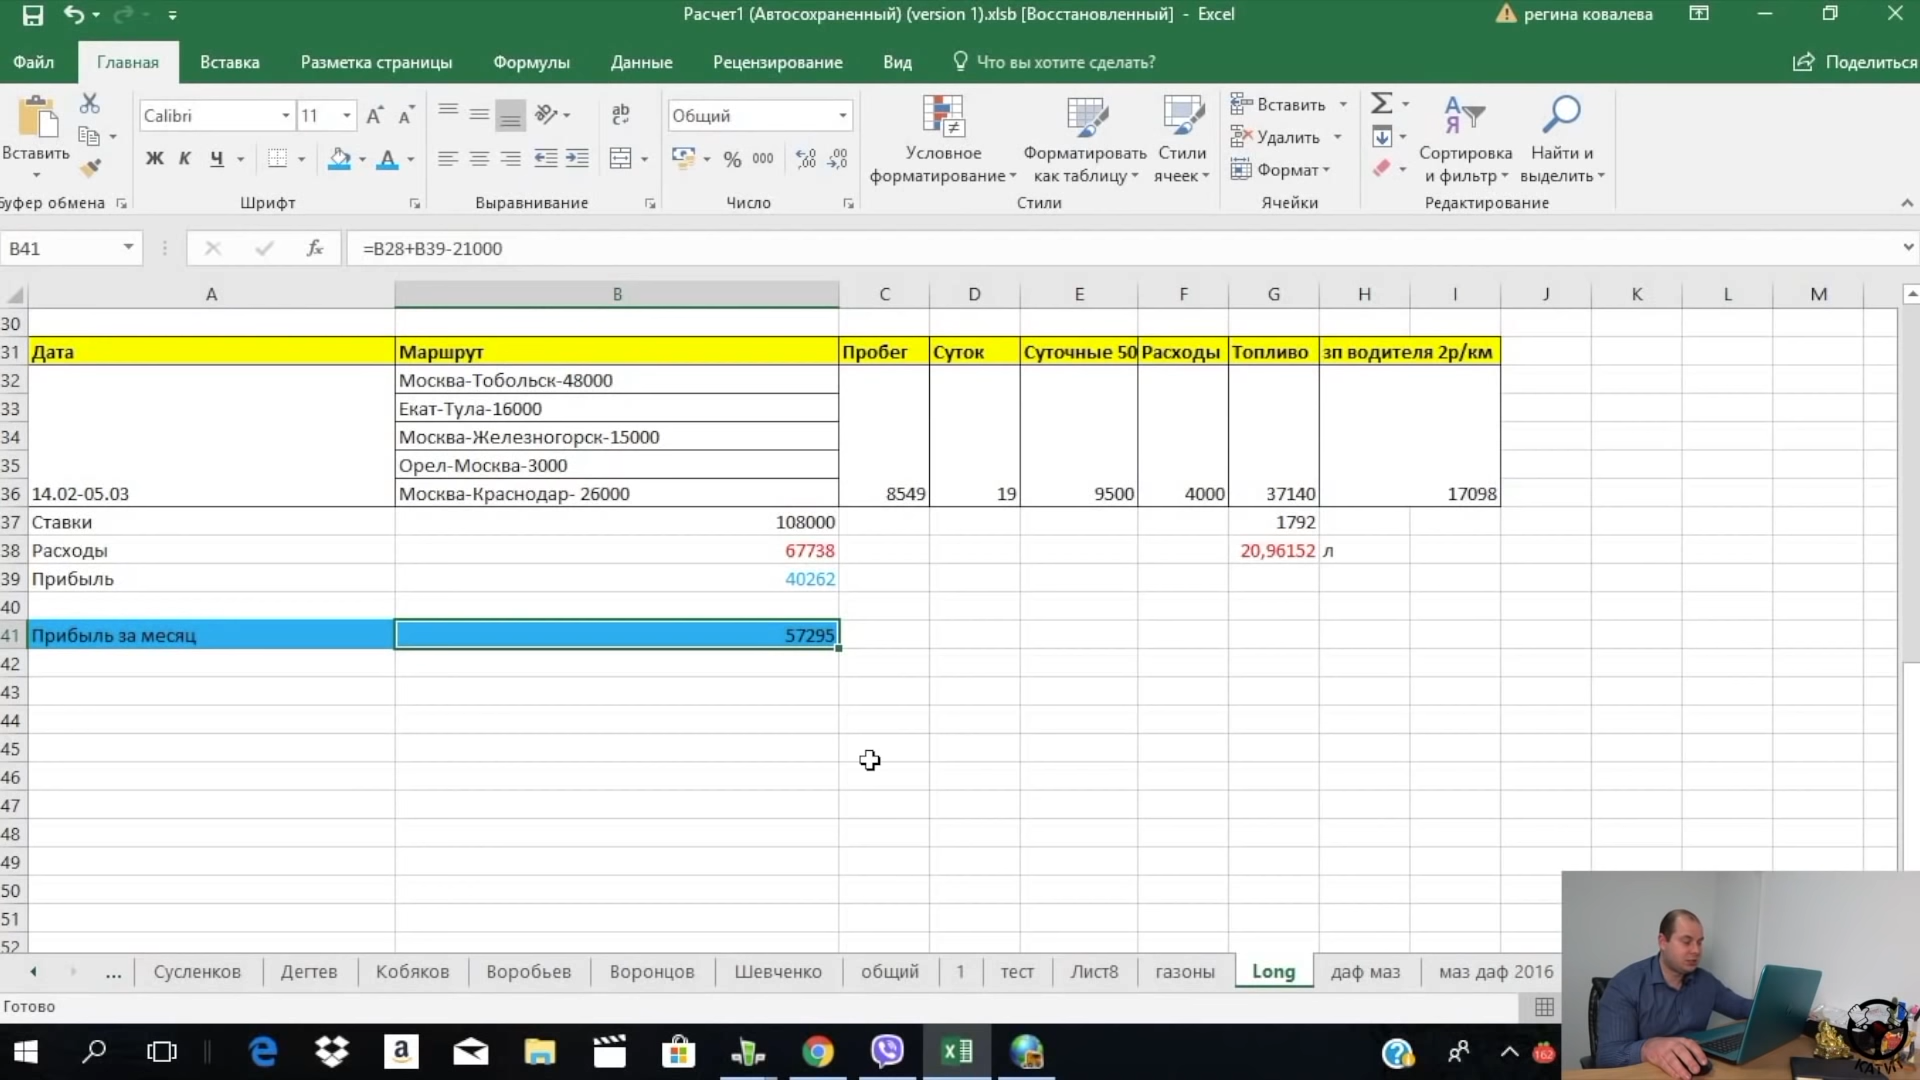 Расчет1 (Автосохраненный) (version 1).xlsb [Восстановленный] - Excel
регина ковалева
Файл Главная Вставка Разметка страницы Формулы Данные Рецензирование Вид Что вы хотите сделать? Поделиться
Вставить
Calibri 11
Ж К Ч
Общий
% 000
Условное форматирование
Форматировать как таблицу
Стили ячеек
Вставить
Удалить
Формат
Сортировка и фильтр
Найти и выделить
Буфер обмена Шрифт Выравнивание Число Стили Ячейки Редактирование
B41 fx =B28+B39-21000
A B C D E F G H I J K L M
30
31 Дата Маршрут Пробег Суток Суточные 50 Расходы Топливо зп водителя 2р/км
32 Москва-Тобольск-48000
33 Екат-Тула-16000
34 Москва-Железногорск-15000
35 Орел-Москва-3000
36 14.02-05.03 Москва-Краснодар- 26000 8549 19 9500 4000 37140 17098
37 Ставки 108000 1792
38 Расходы 67738 20,96152 л
39 Прибыль 40262
40
41 Прибыль за месяц 57295
42
43
44
45
46
47
48
49
50
51
52
... Сусленков Дегтев Кобяков Воробьев Воронцов Шевченко общий 1 тест Лист8 газоны Long даф маз маз даф 2016
Готово
162
КАТУН